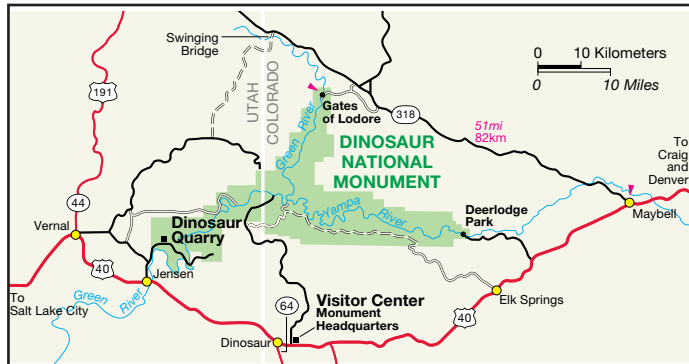 Swinging
Bridge
0 10 Kilometers
0 10 Miles
191
UTAH
COLORADO
Gates
of Lodore
318
Green River
51mi
82km
DINOSAUR
NATIONAL
MONUMENT
To
Craig
and
Denver
44
Vernal
Dinosaur
Quarry
Yampa River
Deerlodge
Park
Maybell
40
Jensen
To
Salt Lake City
Green River
64
Visitor Center
Monument
Headquarters
Elk Springs
40
Dinosaur